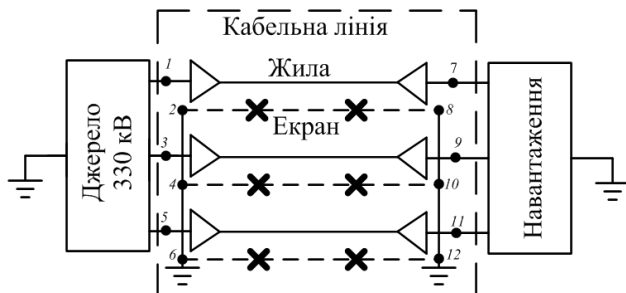 Кабельна лінія
1
Жила
7
2
8
Екран
Джерело
330 кВ
3
9
4
10
5
11
6
12
Навантаження